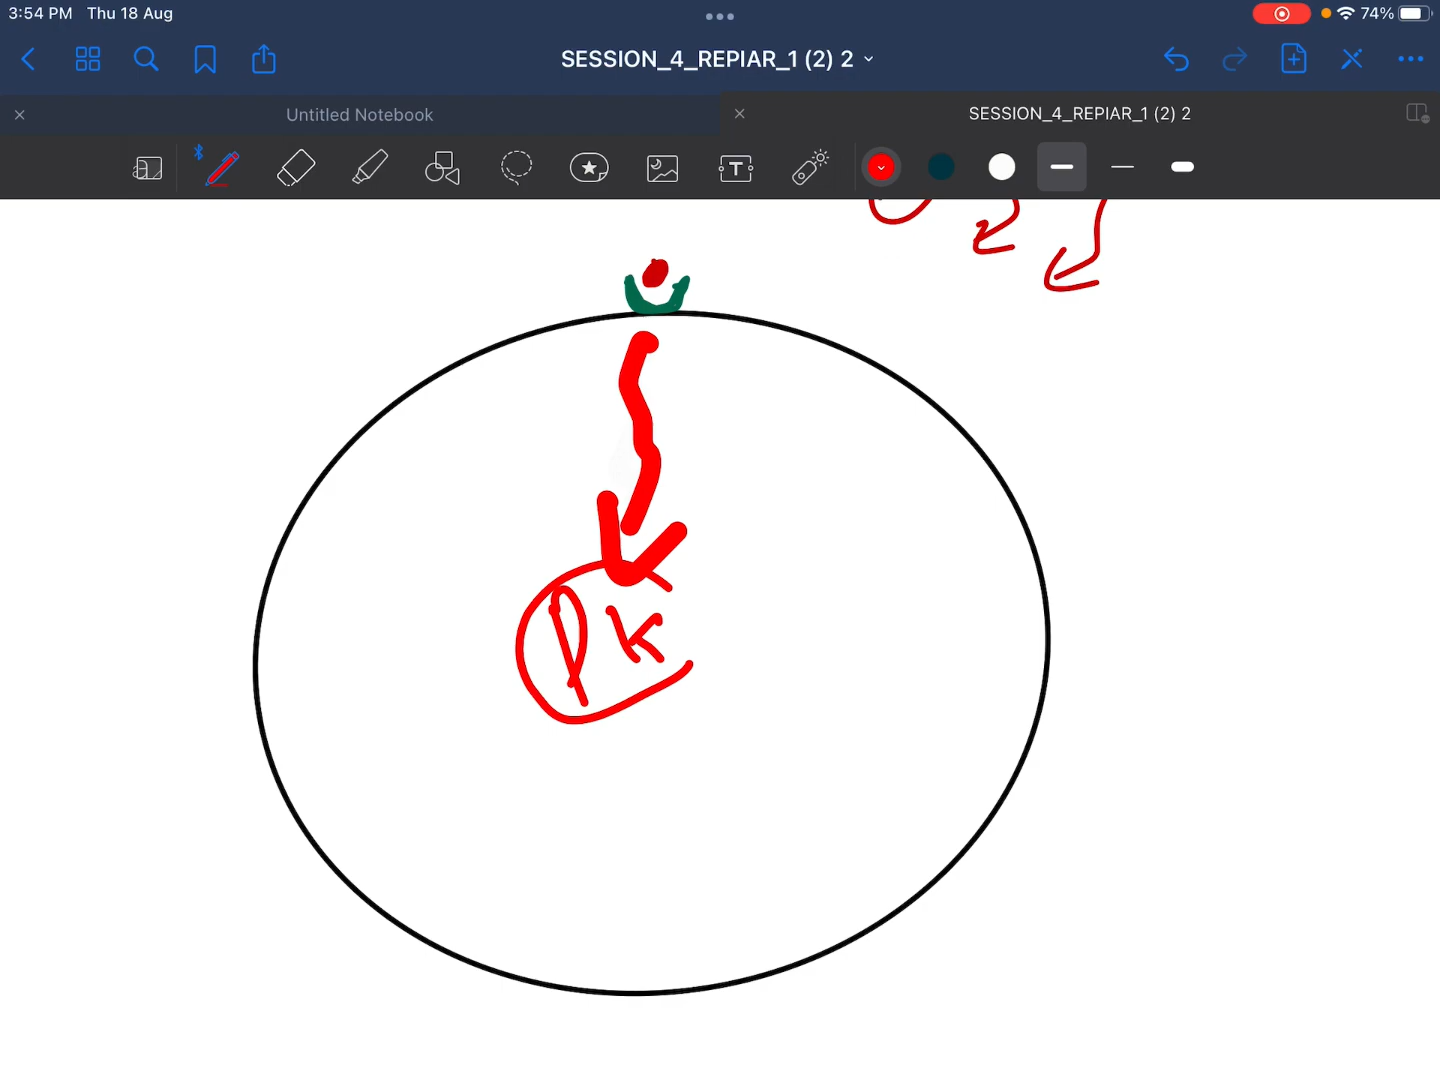 3:54 PM Thu 18 Aug
74%
SESSION_4_REPIAR_1 (2) 2
Untitled Notebook
SESSION_4_REPIAR_1 (2) 2
PK